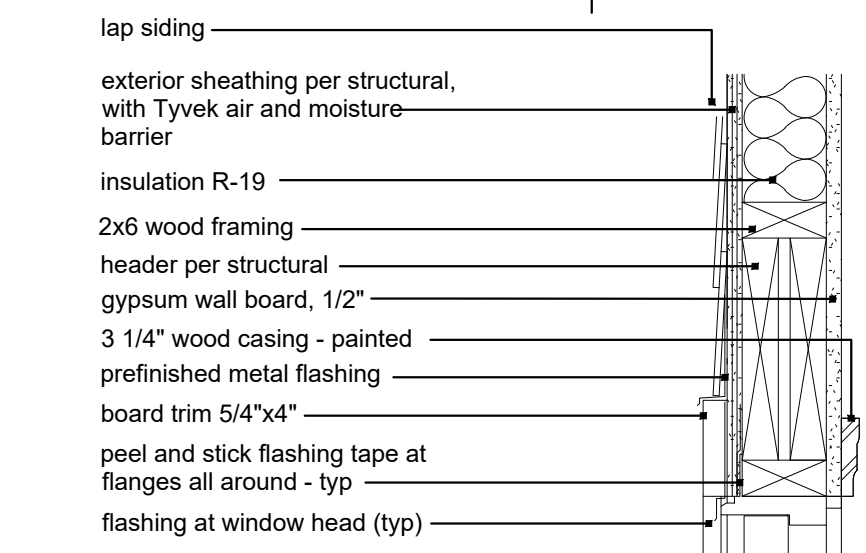 lap siding
exterior sheathing per structural,
with Tyvek air and moisture
barrier
insulation R-19
2x6 wood framing
header per structural
gypsum wall board, 1/2"
3 1/4" wood casing - painted
prefinished metal flashing
board trim 5/4"x4"
peel and stick flashing tape at
flanges all around - typ
flashing at window head (typ)